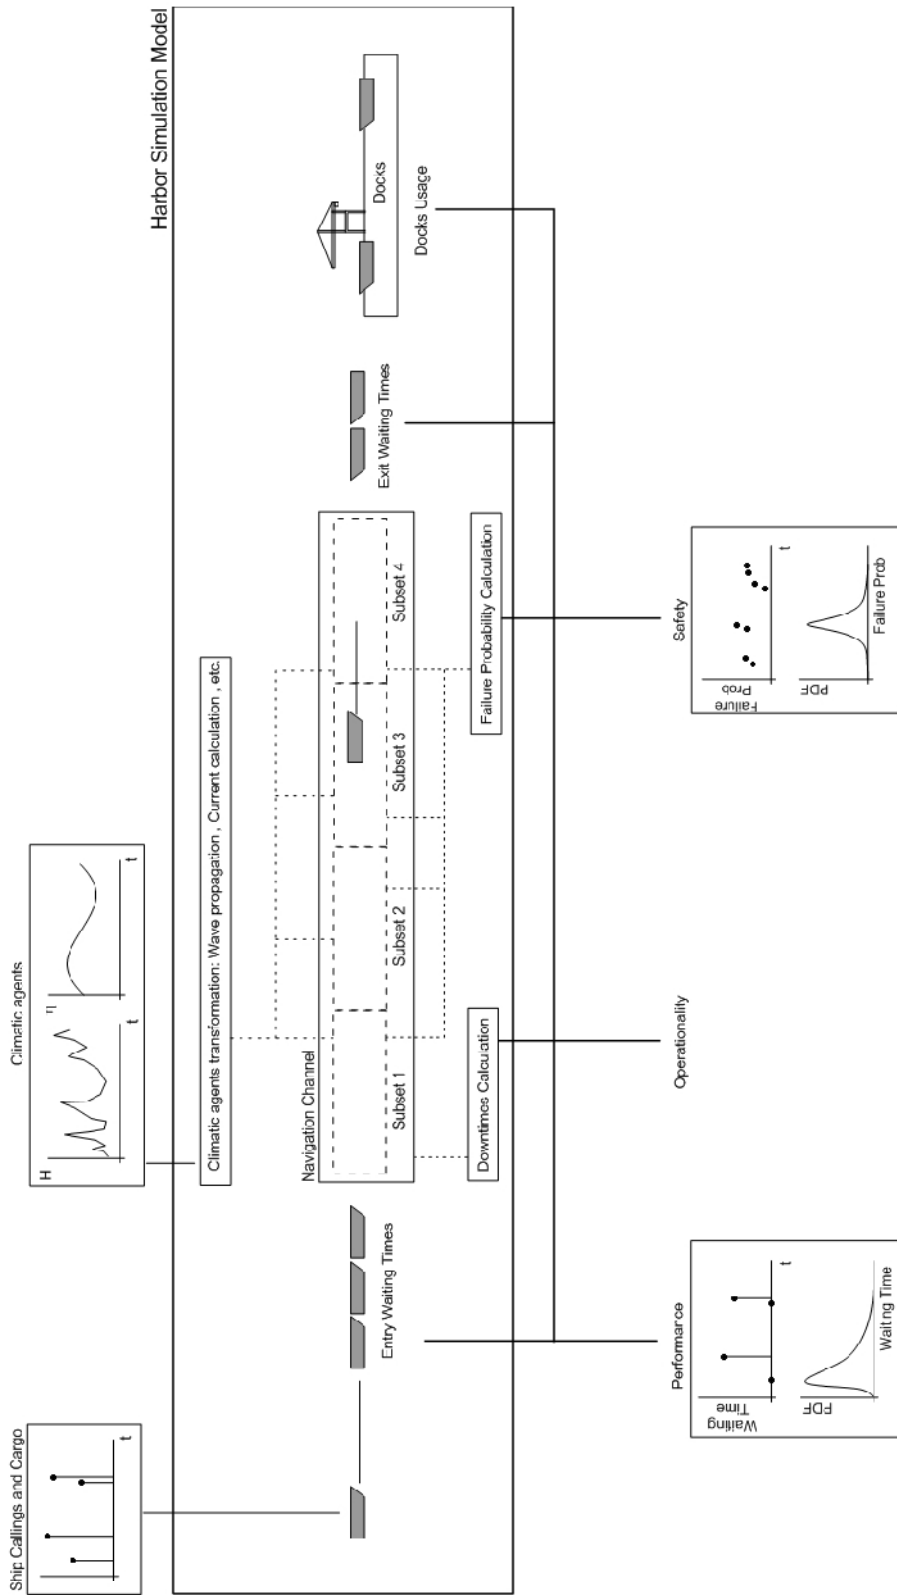 Harbor Simulation Model
Ship Callings and Cargo
t
Climatic agents
H
t
η
t
Climatic agents transformation: Wave propagation , Current calculation , etc.
Navigation Channel
Subset 1
Subset 2
Subset 3
Subset 4
Entry Waiting Times
Exit Waiting Times
Docks
Docks Usage
Downtimes Calculation
Failure Probability Calculation
Performance
Waiting
Time
t
PDF
Waiting Time
Operationality
Safety
Failure
Prob
t
PDF
Failure Prob